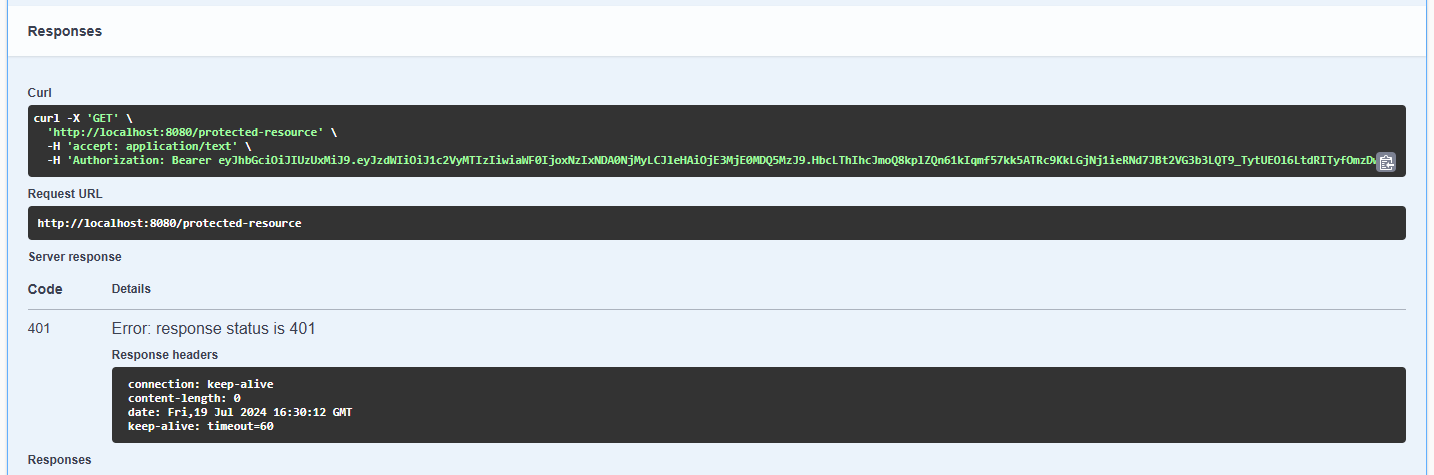 Responses
Curl
curl -X 'GET' \
'http://localhost:8080/protected-resource' \
-H 'accept: application/text' \
-H 'Authorization: Bearer eyJhbGciOiJIUzUxMiJ9.eyJzdWIiOiJ1c2VyMTIzIiwiaWF0IjoxNzIxNDA0NjMyLCJleHAiOjE3MjE0MDQ5MzJ9.HbcLThIhcJmoQ8kplZQn61kIqmf57kk5ATRc9KkLGjNj1ieRNd7JBt2VG3b3LQT9_TytUEOl6LtdRITyfOmzDw
Request URL
http://localhost:8080/protected-resource
Server response
Code Details
401 Error: response status is 401
Response headers
connection: keep-alive
content-length: 0
date: Fri,19 Jul 2024 16:30:12 GMT
keep-alive: timeout=60
Responses